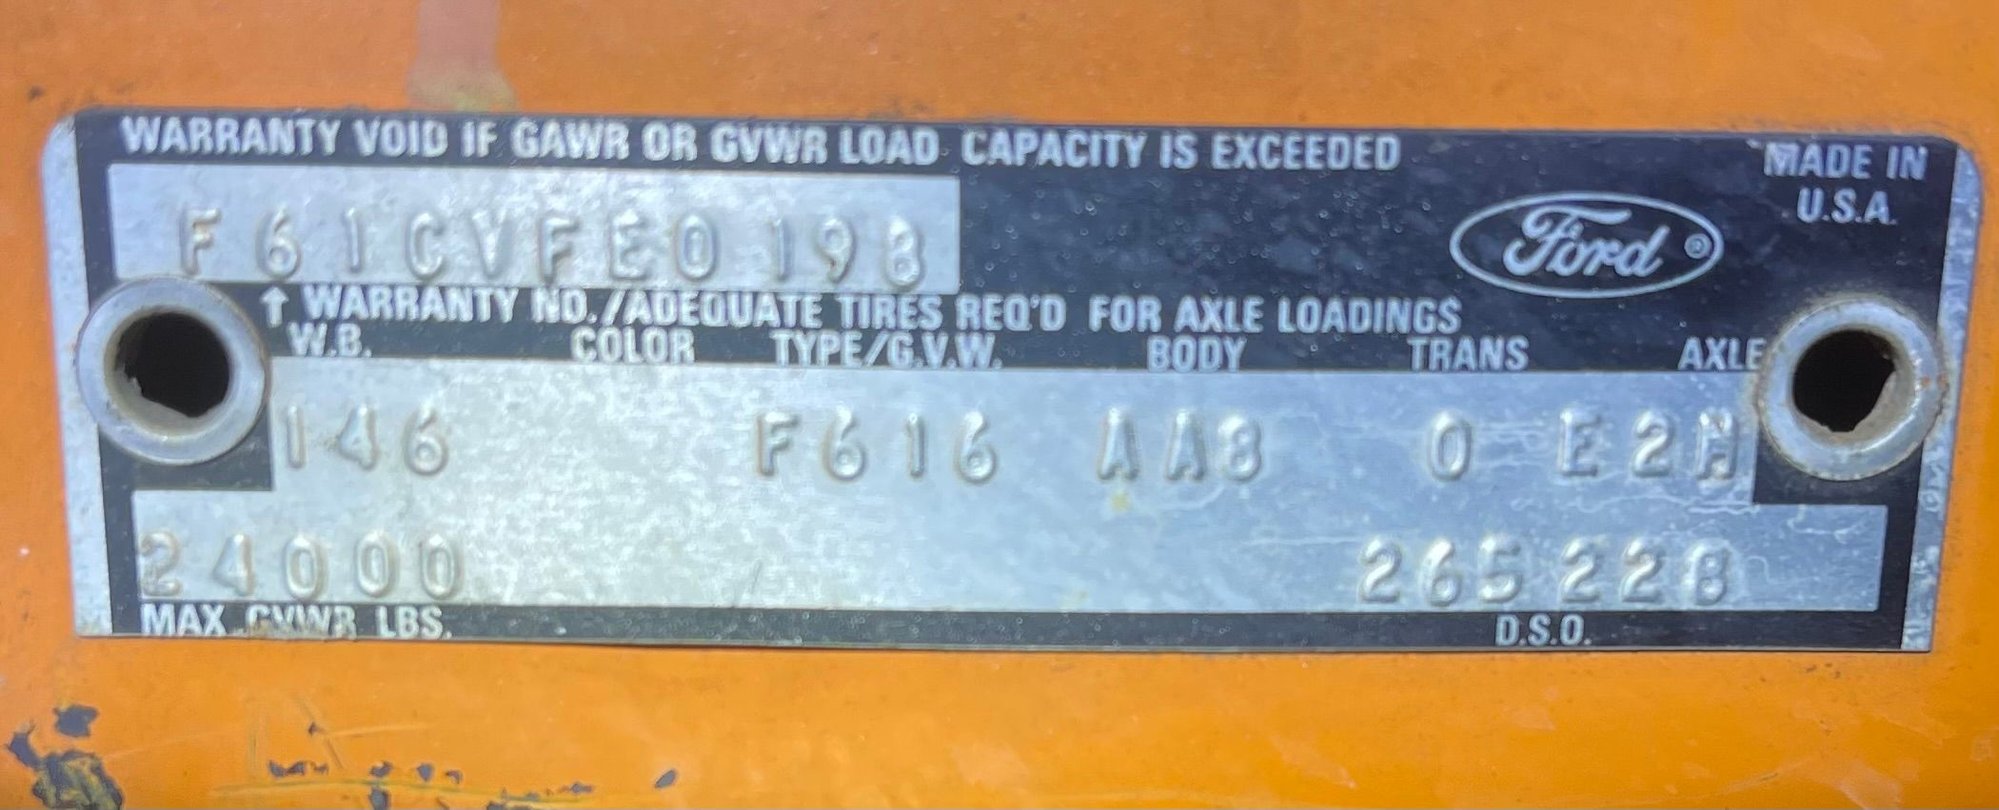 WARRANTY VOID IF GAWR OR GVWR LOAD CAPACITY IS EXCEEDED
MADE IN
U.S.A.
F61CVFE0198
Ford ®
↑ WARRANTY NO./ADEQUATE TIRES REQ'D FOR AXLE LOADINGS
W.B. COLOR TYPE/G.V.W. BODY TRANS AXLE
146 F616 AA8 0 E2H
24000 265228
MAX GVWR LBS. D.S.O.